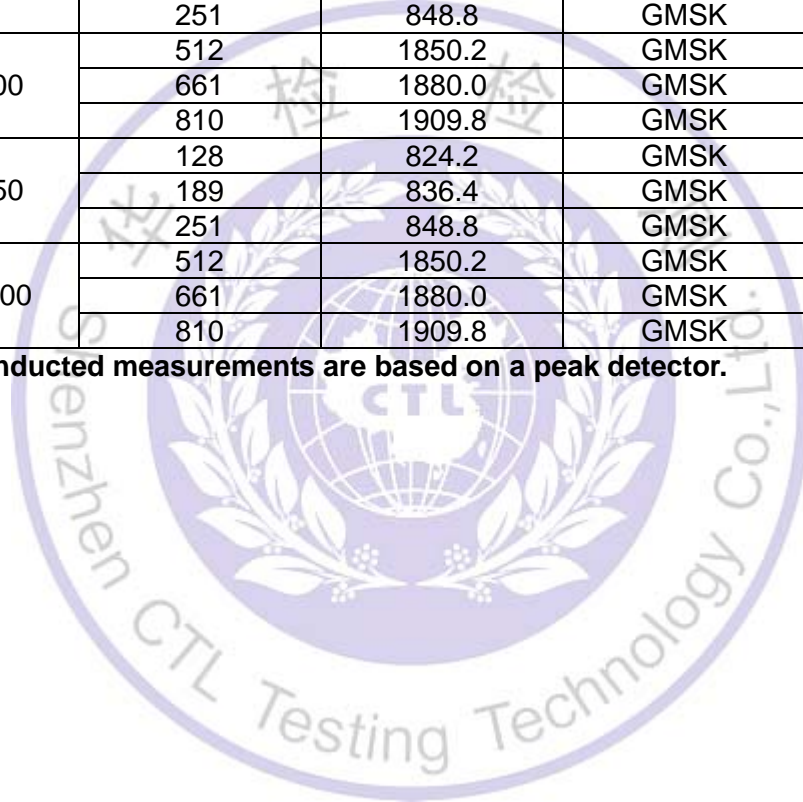 251 848.8 GMSK
512 1850.2 GMSK
00 661 1880.0 GMSK
810 1909.8 GMSK
128 824.2 GMSK
50 189 836.4 GMSK
251 848.8 GMSK
512 1850.2 GMSK
00 661 1880.0 GMSK
810 1909.8 GMSK
nducted measurements are based on a peak detector.
检 检
CTL
Shenzhen CTL Testing Technology Co., Ltd.